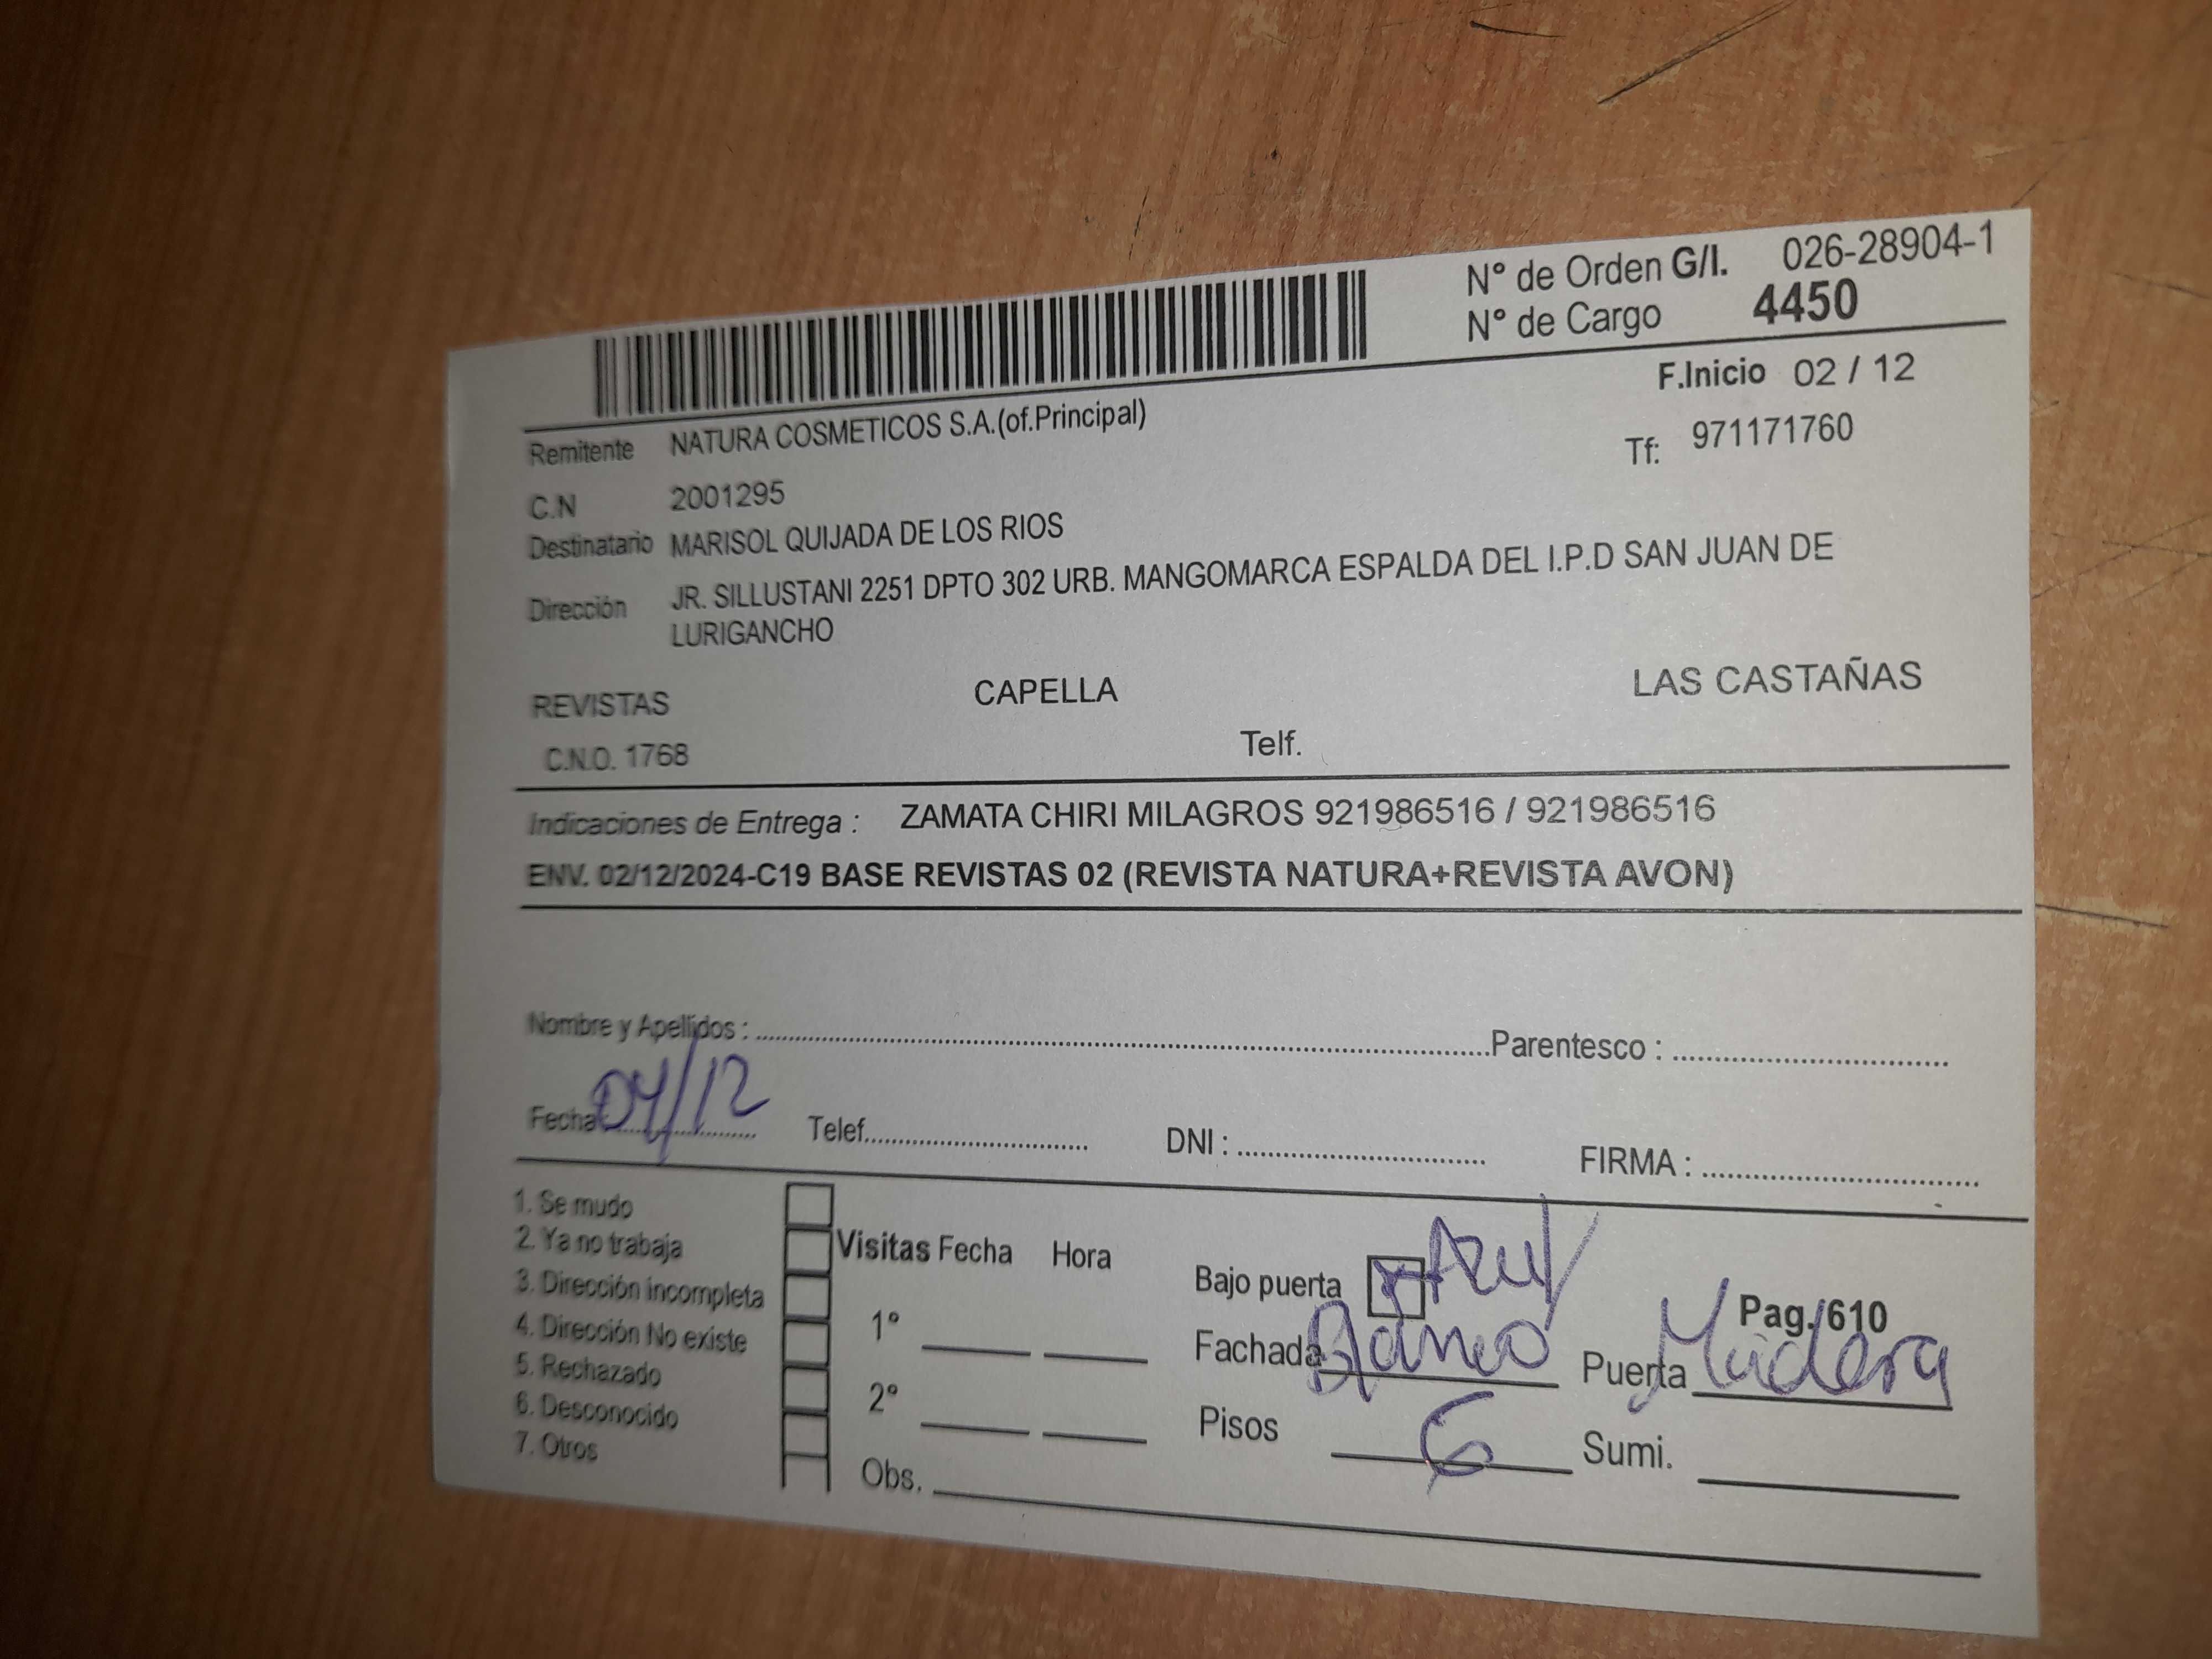 N° de Orden G/I. 026-28904-1
N° de Cargo 4450
F.Inicio 02 / 12
Remitente NATURA COSMETICOS S.A.(of.Principal)
Tf: 971171760
C.N 2001295
Destinatario MARISOL QUIJADA DE LOS RIOS
Dirección JR. SILLUSTANI 2251 DPTO 302 URB. MANGOMARCA ESPALDA DEL I.P.D SAN JUAN DE
LURIGANCHO
REVISTAS CAPELLA LAS CASTAÑAS
C.N.O. 1768 Telf.
Indicaciones de Entrega : ZAMATA CHIRI MILAGROS 921986516 / 921986516
ENV. 02/12/2024-C19 BASE REVISTAS 02 (REVISTA NATURA+REVISTA AVON)
Nombre y Apellidos : Parentesco :
Fecha 04/12 Telef. DNI : FIRMA :
1. Se mudo
2. Ya no trabaja
3. Dirección incompleta
4. Dirección No existe
5. Rechazado
6. Desconocido
7. Otros
Visitas Fecha Hora
1°
2°
Obs.
Bajo puerta x Azul/
Pag./610
Fachada Blanco Puerta Madera
Pisos 6 Sumi.